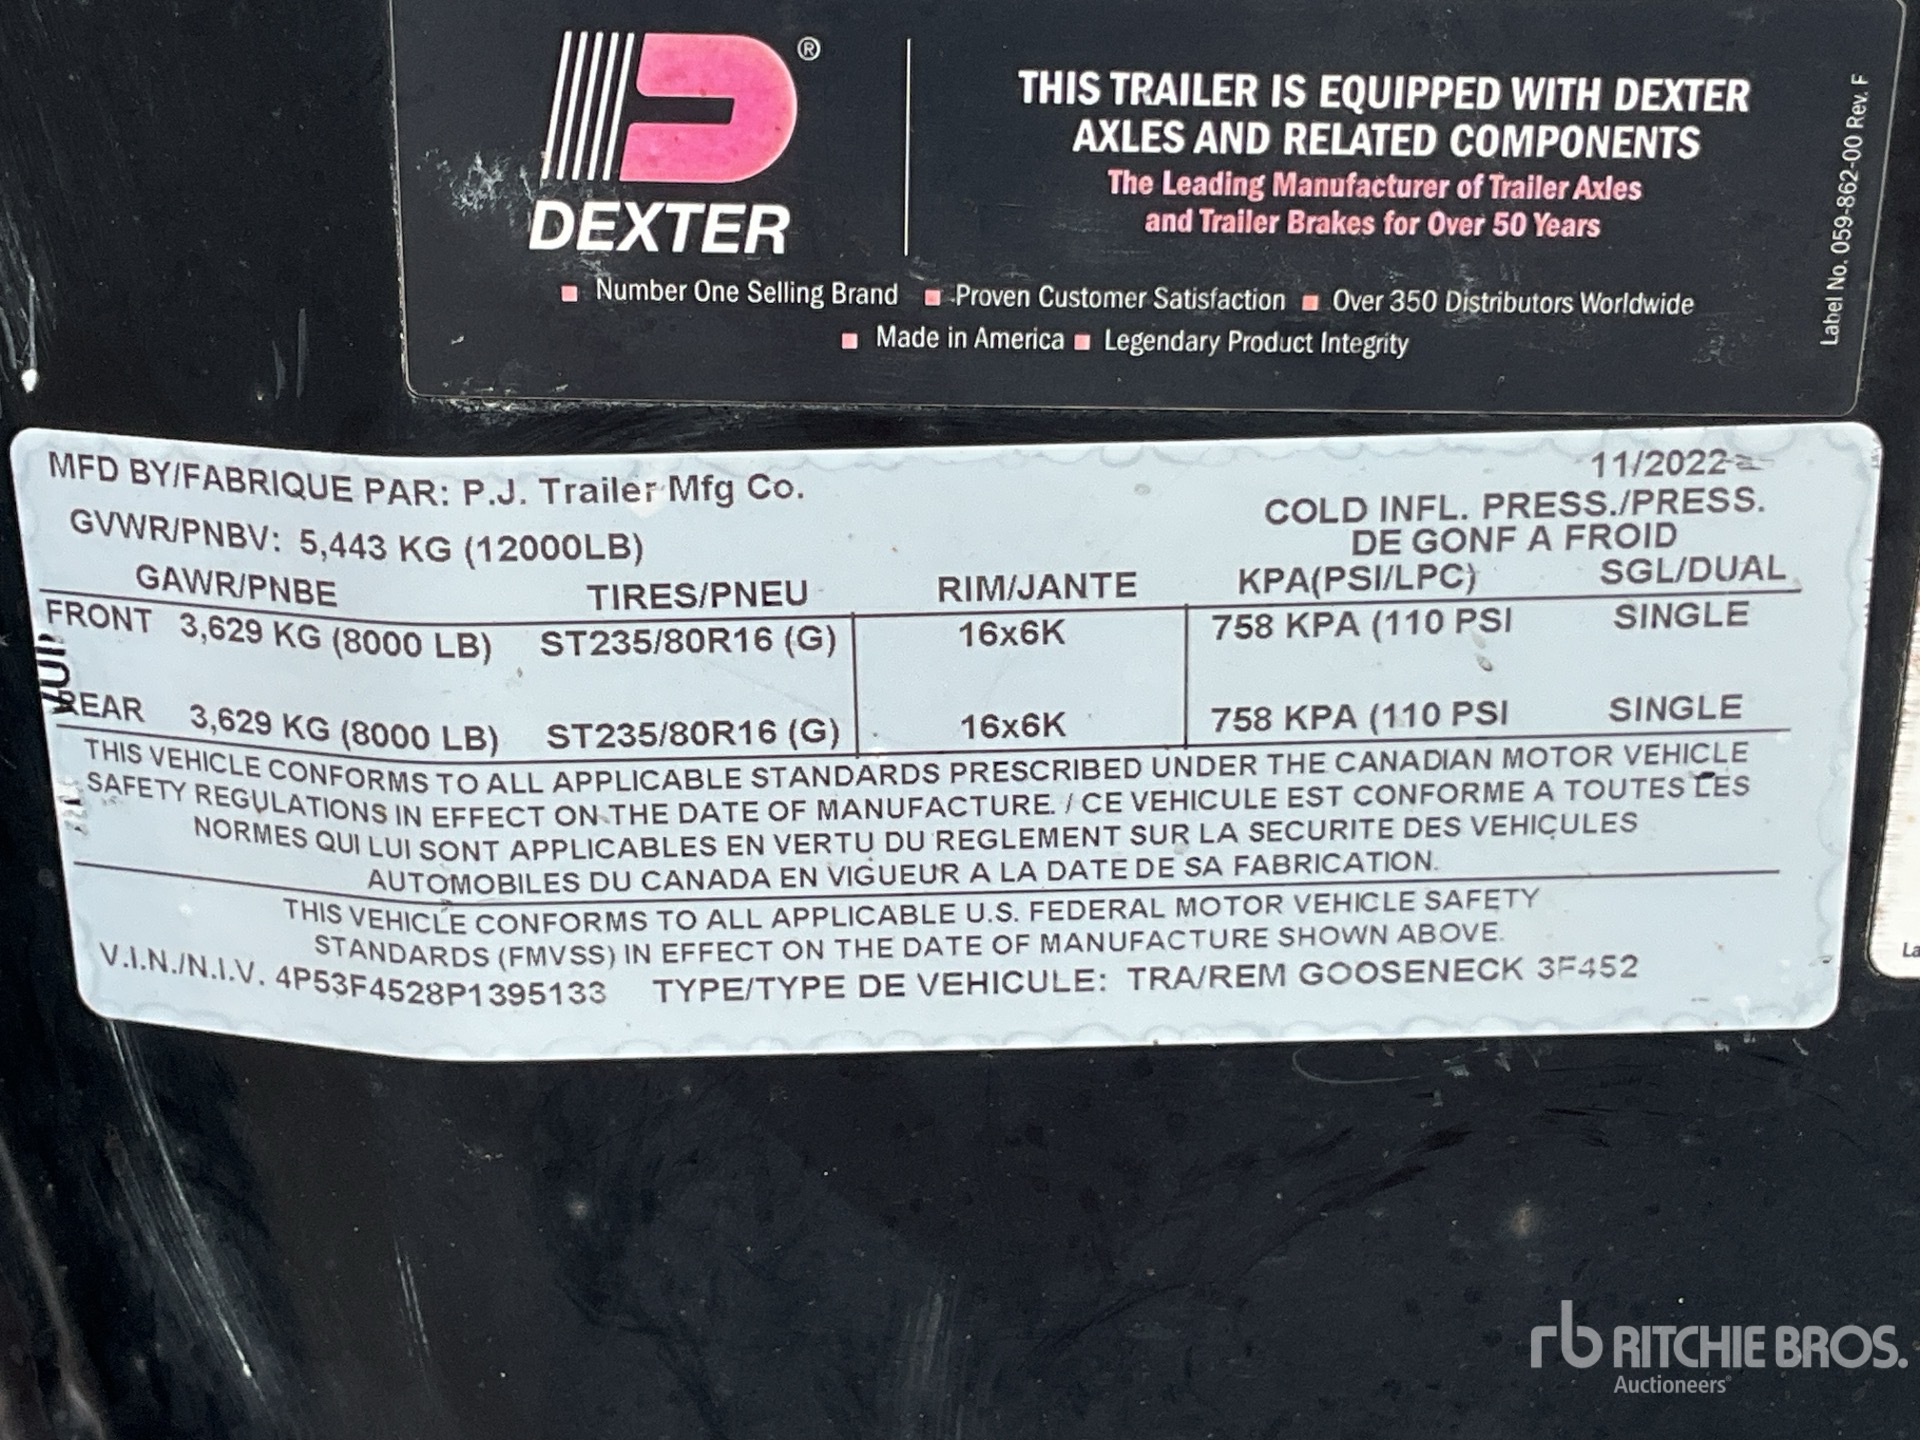 ®
DEXTER
THIS TRAILER IS EQUIPPED WITH DEXTER
AXLES AND RELATED COMPONENTS
The Leading Manufacturer of Trailer Axles
and Trailer Brakes for Over 50 Years
Number One Selling Brand Proven Customer Satisfaction Over 350 Distributors Worldwide
Made in America Legendary Product Integrity
Label No. 059-862-00 Rev. F
MFD BY/FABRIQUE PAR: P.J. Trailer Mfg Co. 11/2022
GVWR/PNBV: 5,443 KG (12000LB) COLD INFL. PRESS./PRESS.
DE GONF A FROID
GAWR/PNBE TIRES/PNEU RIM/JANTE KPA(PSI/LPC) SGL/DUAL
FRONT 3,629 KG (8000 LB) ST235/80R16 (G) 16x6K 758 KPA (110 PSI SINGLE
REAR 3,629 KG (8000 LB) ST235/80R16 (G) 16x6K 758 KPA (110 PSI SINGLE
THIS VEHICLE CONFORMS TO ALL APPLICABLE STANDARDS PRESCRIBED UNDER THE CANADIAN MOTOR VEHICLE
SAFETY REGULATIONS IN EFFECT ON THE DATE OF MANUFACTURE. / CE VEHICULE EST CONFORME A TOUTES LES
NORMES QUI LUI SONT APPLICABLES EN VERTU DU REGLEMENT SUR LA SECURITE DES VEHICULES
AUTOMOBILES DU CANADA EN VIGUEUR A LA DATE DE SA FABRICATION.
THIS VEHICLE CONFORMS TO ALL APPLICABLE U.S. FEDERAL MOTOR VEHICLE SAFETY
STANDARDS (FMVSS) IN EFFECT ON THE DATE OF MANUFACTURE SHOWN ABOVE.
V.I.N./N.I.V. 4P53F4528P1395133 TYPE/TYPE DE VEHICULE: TRA/REM GOOSENECK 3F452
La
rb RITCHIE BROS.
Auctioneers